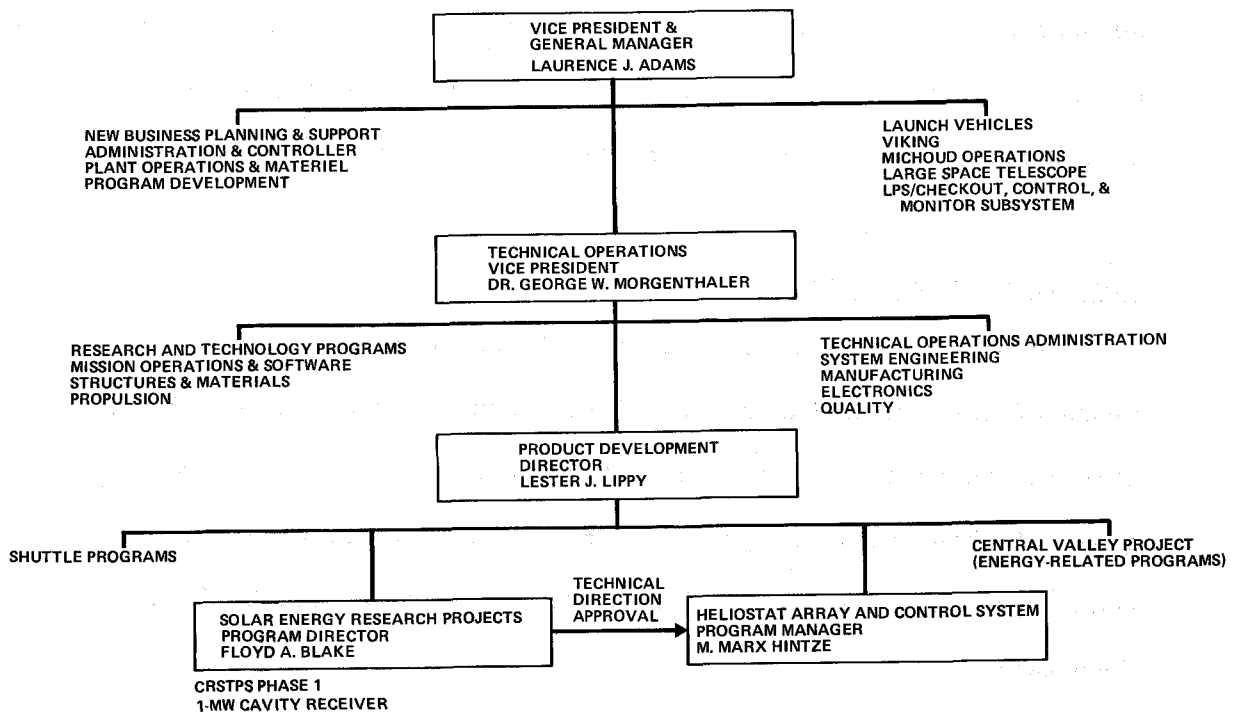 VICE PRESIDENT &
GENERAL MANAGER
LAURENCE J. ADAMS
NEW BUSINESS PLANNING & SUPPORT
ADMINISTRATION & CONTROLLER
PLANT OPERATIONS & MATERIEL
PROGRAM DEVELOPMENT
LAUNCH VEHICLES
VIKING
MICHOUD OPERATIONS
LARGE SPACE TELESCOPE
LPS/CHECKOUT, CONTROL, &
MONITOR SUBSYSTEM
TECHNICAL OPERATIONS
VICE PRESIDENT
DR. GEORGE W. MORGENTHALER
RESEARCH AND TECHNOLOGY PROGRAMS
MISSION OPERATIONS & SOFTWARE
STRUCTURES & MATERIALS
PROPULSION
TECHNICAL OPERATIONS ADMINISTRATION
SYSTEM ENGINEERING
MANUFACTURING
ELECTRONICS
QUALITY
PRODUCT DEVELOPMENT
DIRECTOR
LESTER J. LIPPY
SHUTTLE PROGRAMS
CENTRAL VALLEY PROJECT
(ENERGY-RELATED PROGRAMS)
SOLAR ENERGY RESEARCH PROJECTS
PROGRAM DIRECTOR
FLOYD A. BLAKE
TECHNICAL
DIRECTION
APPROVAL
HELIOSTAT ARRAY AND CONTROL SYSTEM
PROGRAM MANAGER
M. MARX HINTZE
CRSTPS PHASE 1
1-MW CAVITY RECEIVER